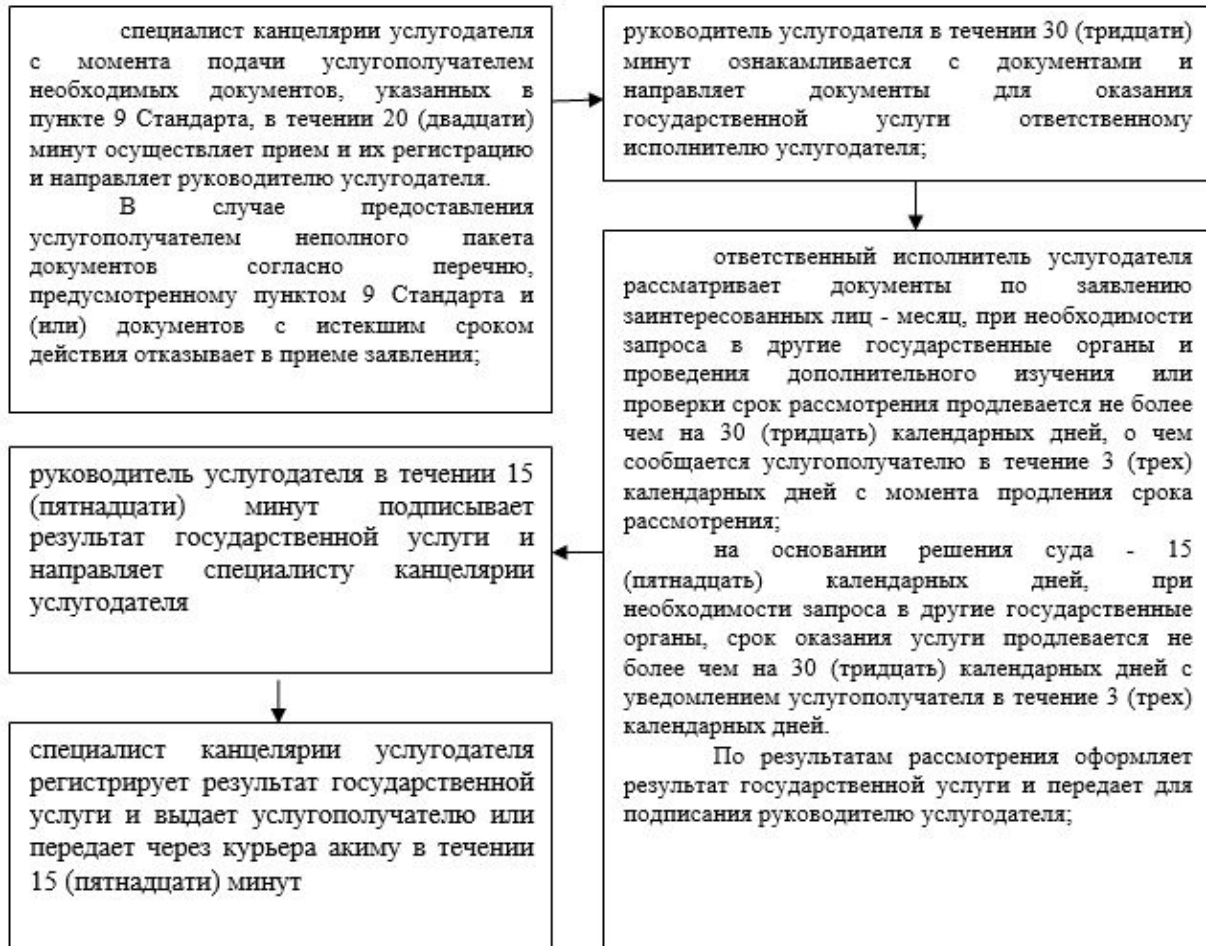 специалист канцелярии услугодателя
с момента подачи услугополучателем
необходимых документов, указанных в
пункте 9 Стандарта, в течении 20 (двадцати)
минут осуществляет прием и их регистрацию
и направляет руководителю услугодателя.
В случае предоставления
услугополучателем неполного пакета
документов согласно перечню,
предусмотренному пунктом 9 Стандарта и
(или) документов с истекшим сроком
действия отказывает в приеме заявления;
руководитель услугодателя в течении 30 (тридцати)
минут ознакамливается с документами и
направляет документы для оказания
государственной услуги ответственному
исполнителю услугодателя;
ответственный исполнитель услугодателя
рассматривает документы по заявлению
заинтересованных лиц - месяц, при необходимости
запроса в другие государственные органы и
проведения дополнительного изучения или
проверки срок рассмотрения продлевается не более
чем на 30 (тридцать) календарных дней, о чем
сообщается услугополучателю в течение 3 (трех)
календарных дней с момента продления срока
рассмотрения;
на основании решения суда - 15
(пятнадцать) календарных дней, при
необходимости запроса в другие государственные
органы, срок оказания услуги продлевается не
более чем на 30 (тридцать) календарных дней с
уведомлением услугополучателя в течение 3 (трех)
календарных дней.
По результатам рассмотрения оформляет
результат государственной услуги и передает для
подписания руководителю услугодателя;
руководитель услугодателя в течении 15
(пятнадцати) минут подписывает
результат государственной услуги и
направляет специалисту канцелярии
услугодателя
специалист канцелярии услугодателя
регистрирует результат государственной
услуги и выдает услугополучателю или
передает через курьера акиму в течении
15 (пятнадцати) минут